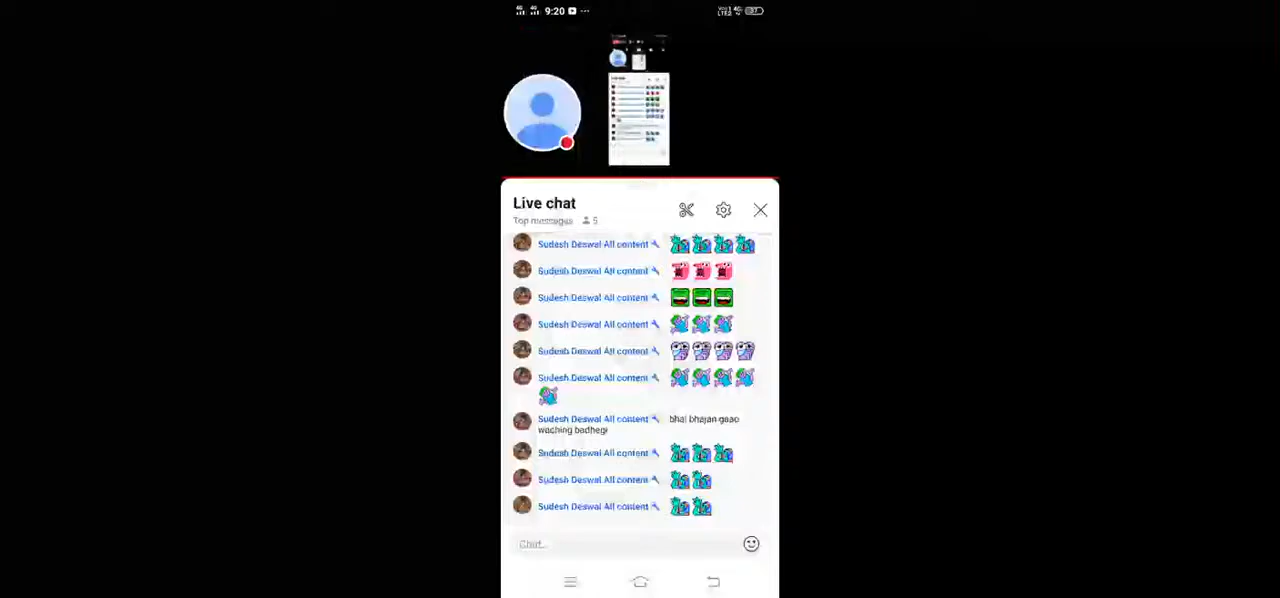 9:20
Live chat
Top messages 5
Sudesh Deswal All content
Sudesh Deswal All content
Sudesh Deswal All content
Sudesh Deswal All content
Sudesh Deswal All content
Sudesh Deswal All content
Sudesh Deswal All content bhai bhajan gaao
waching badhegi
Sudesh Deswal All content
Sudesh Deswal All content
Sudesh Deswal All content
Chat...